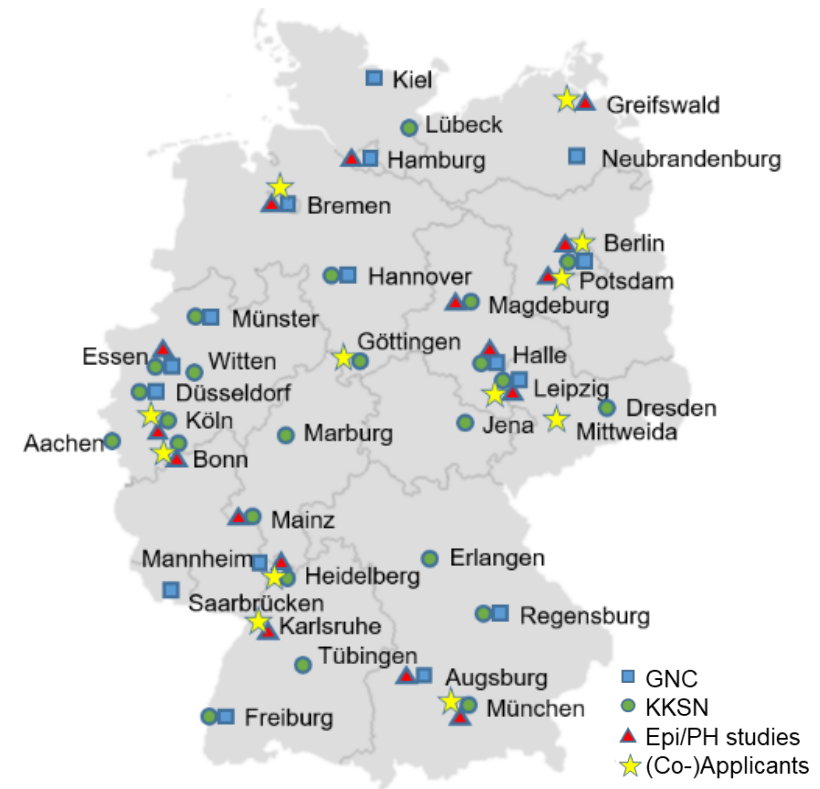 Kiel
Greifswald
Lübeck
Hamburg
Neubrandenburg
Bremen
Berlin
Hannover
Potsdam
Magdeburg
Münster
Göttingen
Essen
Witten
Halle
Düsseldorf
Leipzig
Köln
Dresden
Aachen
Marburg
Jena
Mittweida
Bonn
Mainz
Mannheim
Erlangen
Heidelberg
Saarbrücken
Regensburg
Karlsruhe
Tübingen
Augsburg
München
Freiburg
GNC
KKSN
Epi/PH studies
(Co-)Applicants